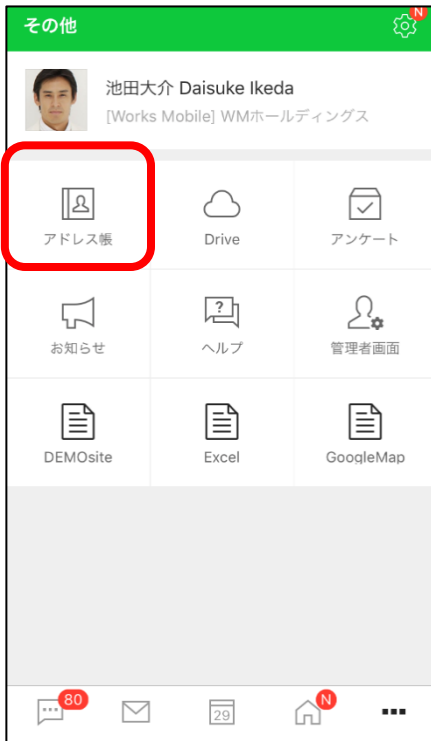 その他
N
池田大介 Daisuke Ikeda
[Works Mobile] WMホールディングス
アドレス帳
Drive
アンケート
お知らせ
?
ヘルプ
管理者画面
DEMOsite
Excel
GoogleMap
80
29
N